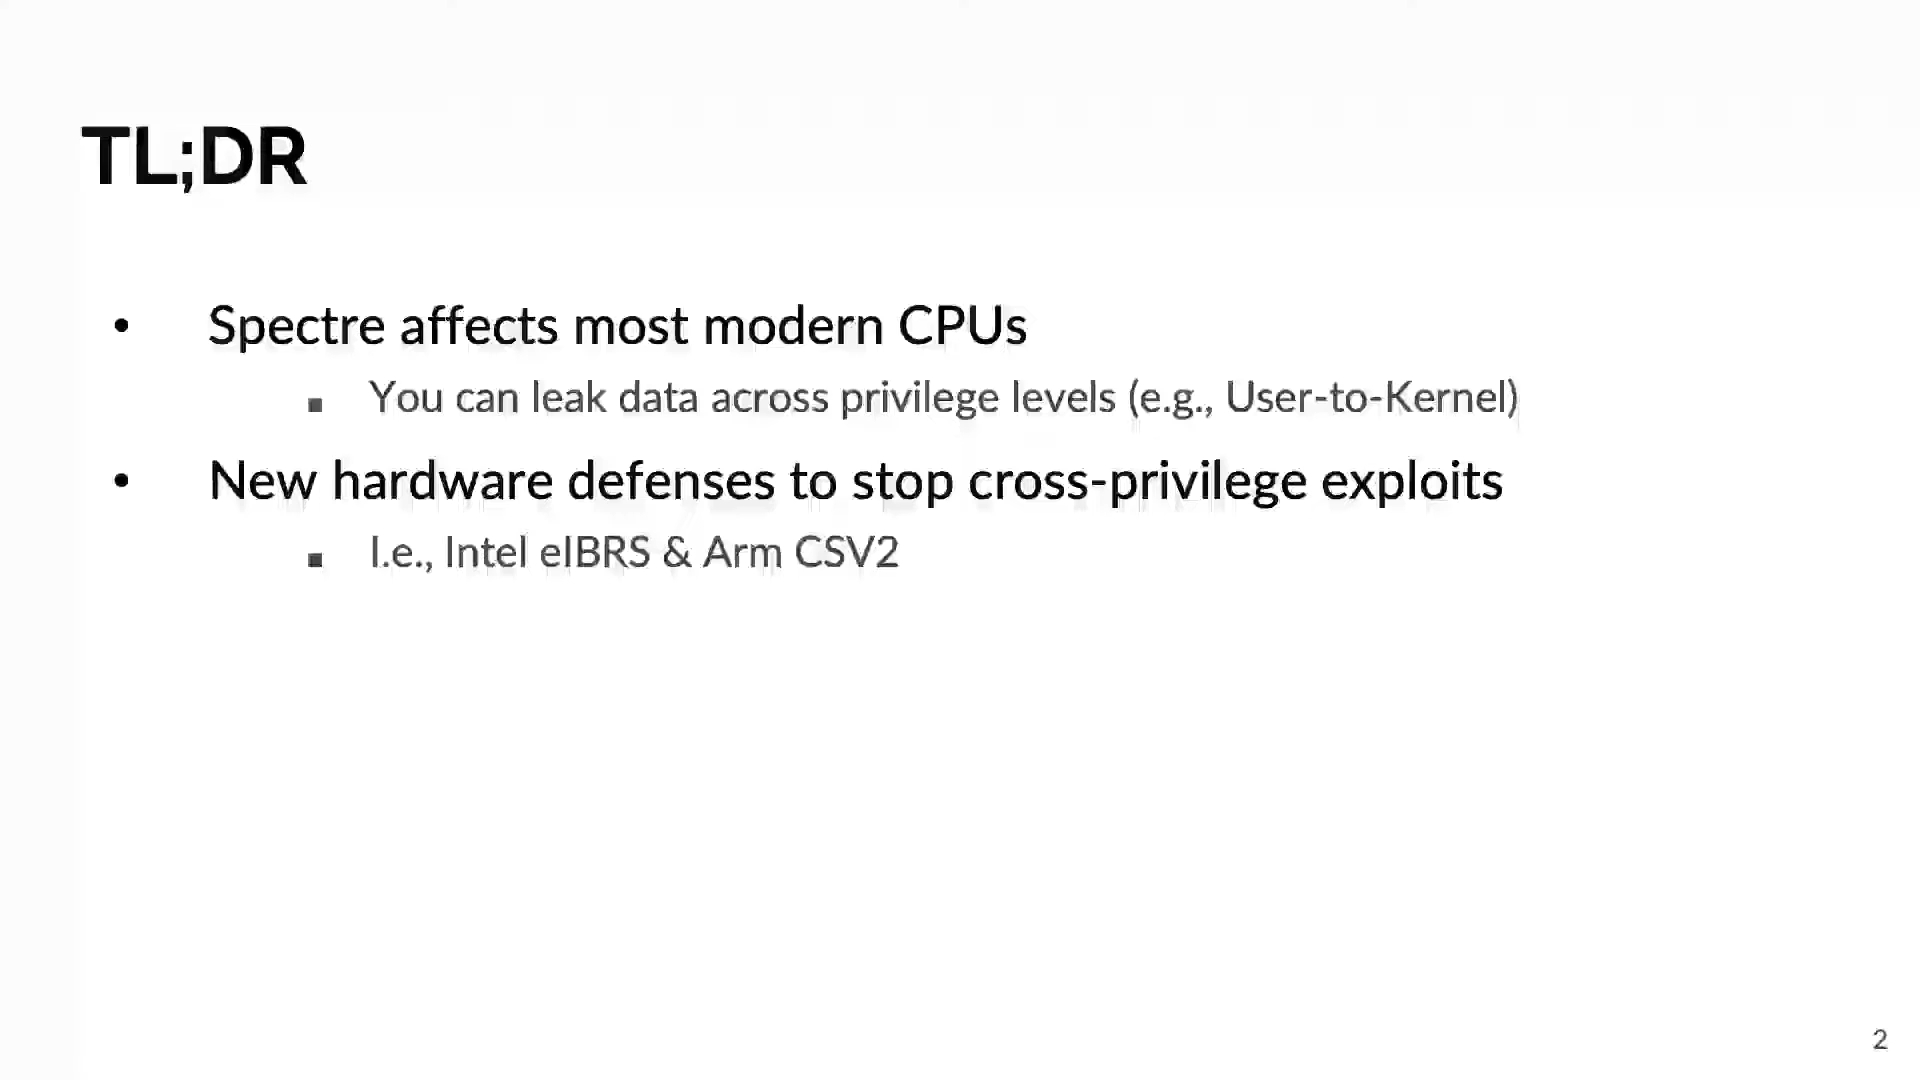 TL;DR
• Spectre affects most modern CPUs
▪ You can leak data across privilege levels (e.g., User-to-Kernel)
• New hardware defenses to stop cross-privilege exploits
▪ I.e., Intel eIBRS & Arm CSV2
2